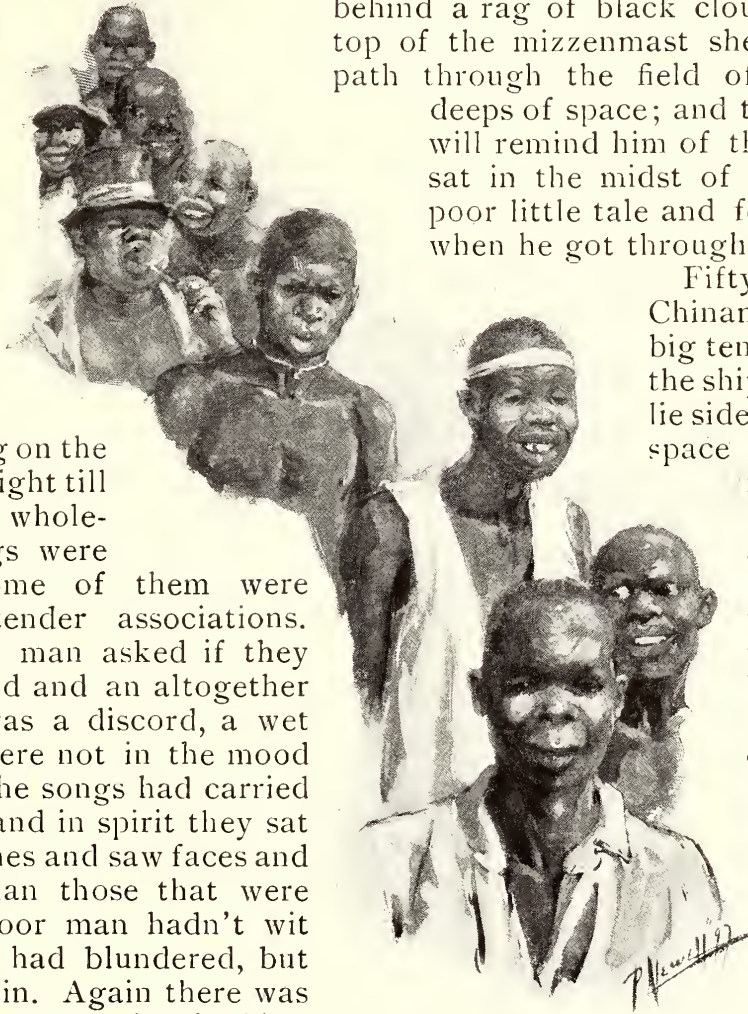 behind a rag of black clou
top of the mizzenmast she
path through the field of
deeps of space; and t
will remind him of th
sat in the midst of
poor little tale and f
when he got through
Fifty
Chinam
big ten
the ship
lie side
space
g on the
ight till
whole-
gs were
ome of them were
tender associations.
man asked if they
d and an altogether
as a discord, a wet
ere not in the mood
he songs had carried
and in spirit they sat
nes and saw faces and
an those that were
oor man hadn't wit
had blundered, but
in. Again there was
P. Newell '97